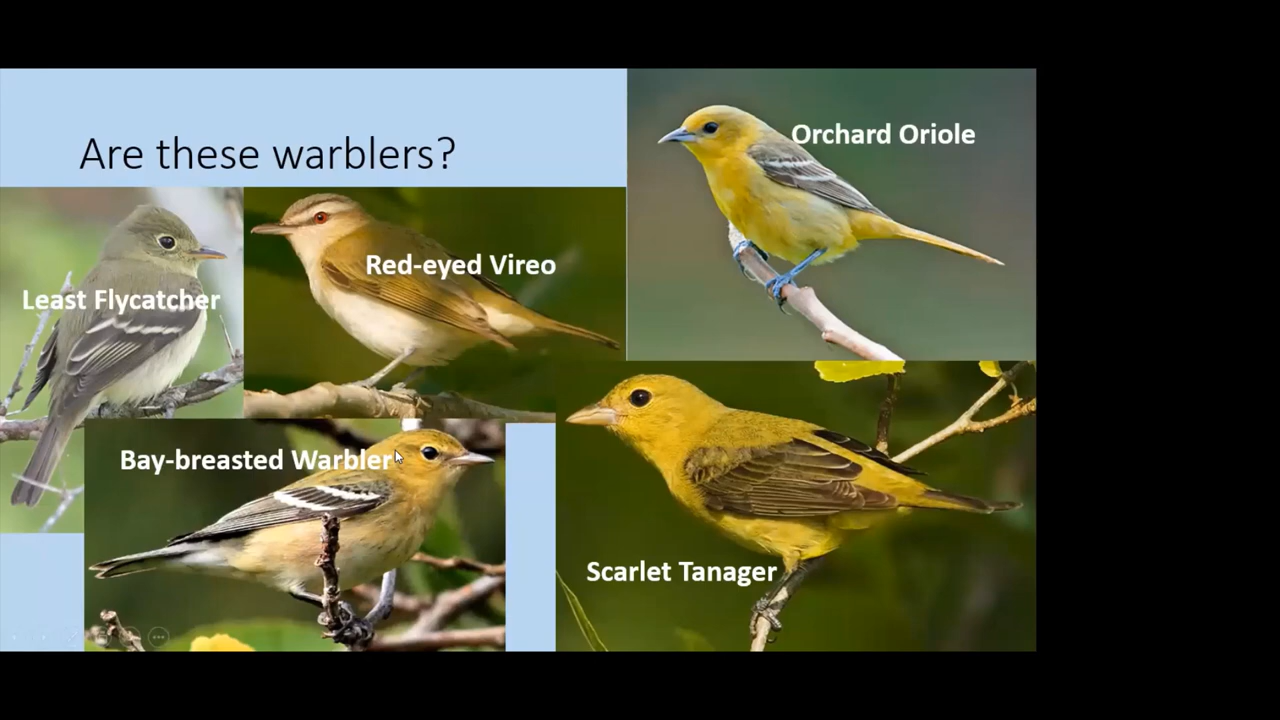 Are these warblers?
Orchard Oriole
Least Flycatcher
Red-eyed Vireo
Bay-breasted Warbler
Scarlet Tanager